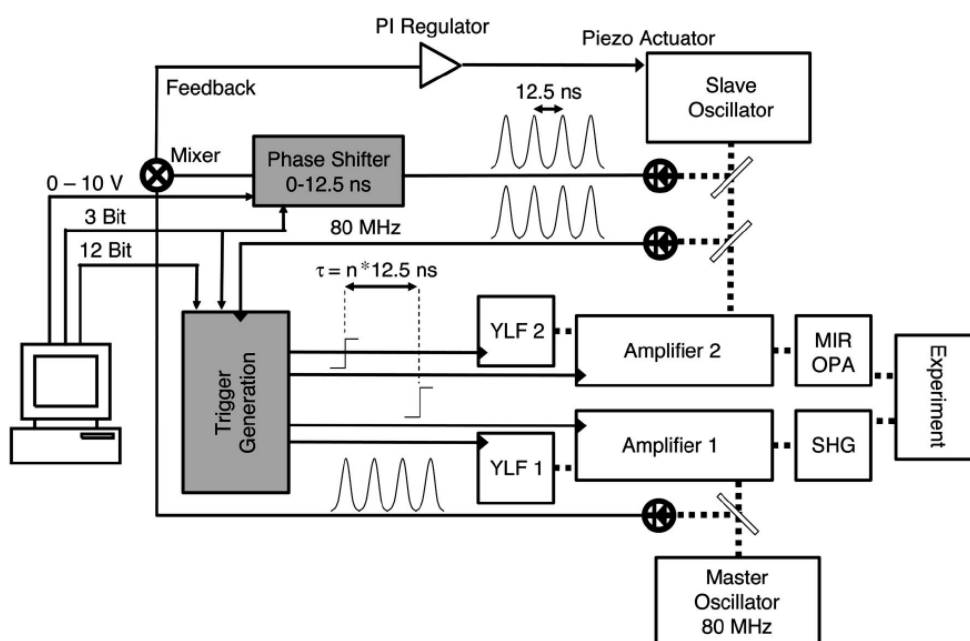 PI Regulator
Piezo Actuator
Feedback
12.5 ns
Slave
Oscillator
Mixer
Phase Shifter
0-12.5 ns
0 – 10 V
3 Bit
80 MHz
12 Bit
τ = n*12.5 ns
YLF 2
Amplifier 2
MIR
OPA
Trigger
Generation
Experiment
YLF 1
Amplifier 1
SHG
Master
Oscillator
80 MHz